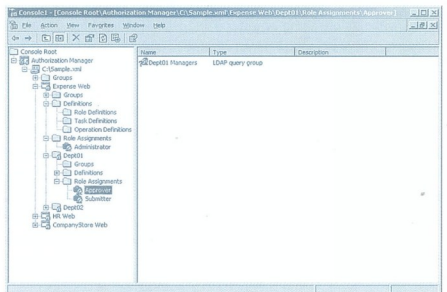 Console1 - [Console Root\Authorization Manager\C:\Sample.xml\Expense Web\Dept01\Role Assignments\Approver]
File Action View Favorites Window Help
Console Root
Authorization Manager
C:\Sample.xml
Groups
Expense Web
Groups
Definitions
Role Definitions
Task Definitions
Operation Definitions
Role Assignments
Administrator
Dept01
Groups
Definitions
Role Assignments
Approver
Submitter
Dept02
HR Web
CompanyStore Web
Name Type Description
Dept01 Managers LDAP query group